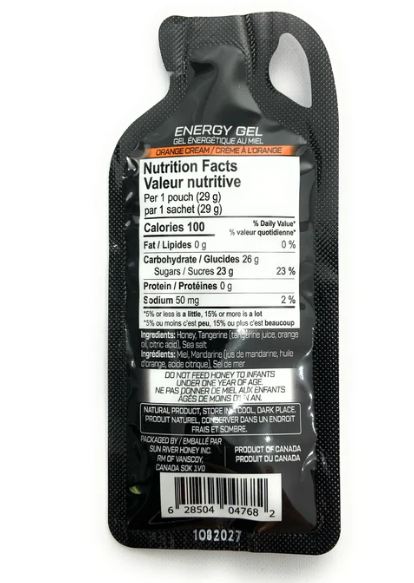 ENERGY GEL
GEL ÉNERGÉTIQUE AU MIEL
ORANGE CREAM / CRÈME À L'ORANGE
Nutrition Facts
Valeur nutritive
Per 1 pouch (29 g)
par 1 sachet (29 g)
Calories 100
% Daily Value*
% valeur quotidienne*
Fat / Lipides 0 g 0 %
Carbohydrate / Glucides 26 g
Sugars / Sucres 23 g 23 %
Protein / Protéines 0 g
Sodium 50 mg 2 %
*5% or less is a little, 15% or more is a lot
*5% ou moins c'est peu, 15% ou plus c'est beaucoup
Ingredients: Honey, Tangerine (tangerine juice, orange
oil, citric acid), Sea salt
Ingrédients: Miel, Mandarine (jus de mandarine, huile
d'orange, acide citrique), Sel de mer
DO NOT FEED HONEY TO INFANTS
UNDER ONE YEAR OF AGE.
NE PAS DONNER DE MIEL AUX ENFANTS
ÂGÉS DE MOINS D'UN AN.
NATURAL PRODUCT, STORE IN A COOL, DARK PLACE.
PRODUIT NATUREL, CONSERVER DANS UN ENDROIT
FRAIS ET SOMBRE.
PACKAGED BY / EMBALLÉ PAR
SUN RIVER HONEY INC.
RM OF VANSCOY,
CANADA S0K 1V0
PRODUCT OF CANADA
PRODUIT DU CANADA
6 28504 04768 2
1082027